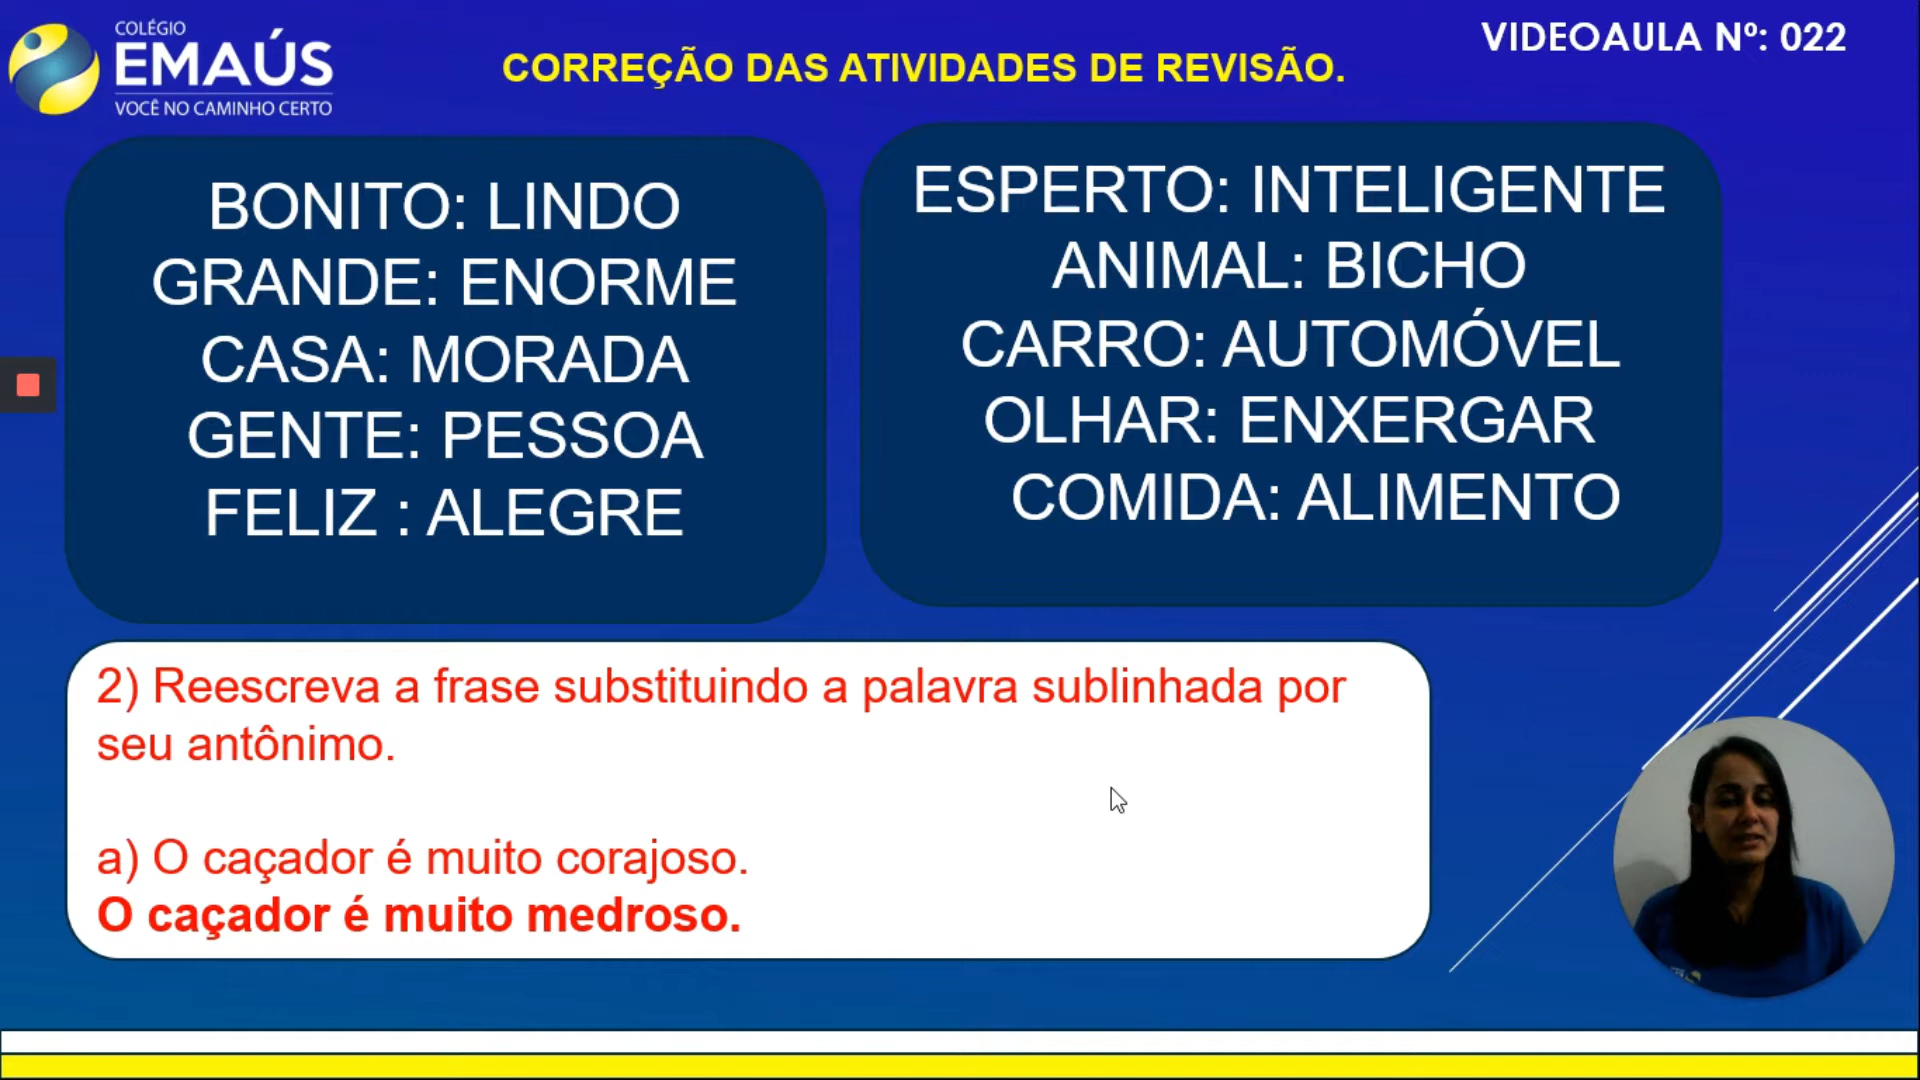 COLÉGIO
EMAÚS
VOCÊ NO CAMINHO CERTO
CORREÇÃO DAS ATIVIDADES DE REVISÃO.
VIDEOAULA Nº: 022
BONITO: LINDO
GRANDE: ENORME
CASA: MORADA
GENTE: PESSOA
FELIZ : ALEGRE
ESPERTO: INTELIGENTE
ANIMAL: BICHO
CARRO: AUTOMÓVEL
OLHAR: ENXERGAR
COMIDA: ALIMENTO
2) Reescreva a frase substituindo a palavra sublinhada por
seu antônimo.
a) O caçador é muito corajoso.
O caçador é muito medroso.